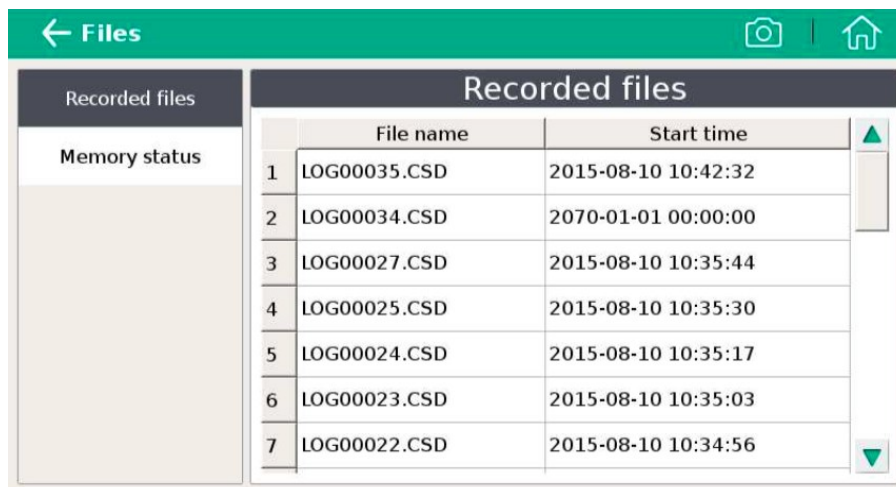 Files
Recorded files
Memory status
Recorded files
File name Start time
1 LOG00035.CSD 2015-08-10 10:42:32
2 LOG00034.CSD 2070-01-01 00:00:00
3 LOG00027.CSD 2015-08-10 10:35:44
4 LOG00025.CSD 2015-08-10 10:35:30
5 LOG00024.CSD 2015-08-10 10:35:17
6 LOG00023.CSD 2015-08-10 10:35:03
7 LOG00022.CSD 2015-08-10 10:34:56